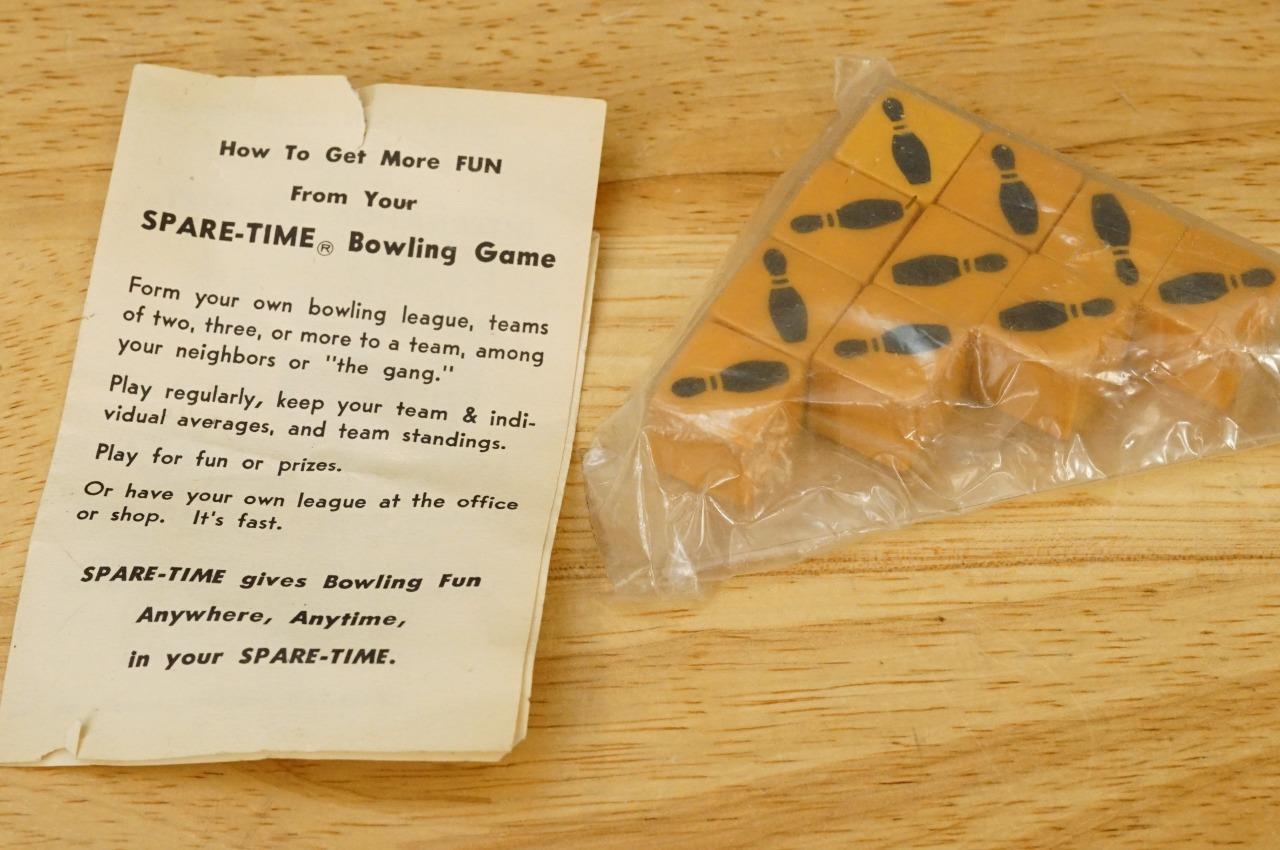 How To Get More FUN
From Your
SPARE-TIME® Bowling Game
Form your own bowling league, teams
of two, three, or more to a team, among
your neighbors or "the gang."
Play regularly, keep your team & indi-
vidual averages, and team standings.
Play for fun or prizes.
Or have your own league at the office
or shop. It's fast.
SPARE-TIME gives Bowling Fun
Anywhere, Anytime,
in your SPARE-TIME.